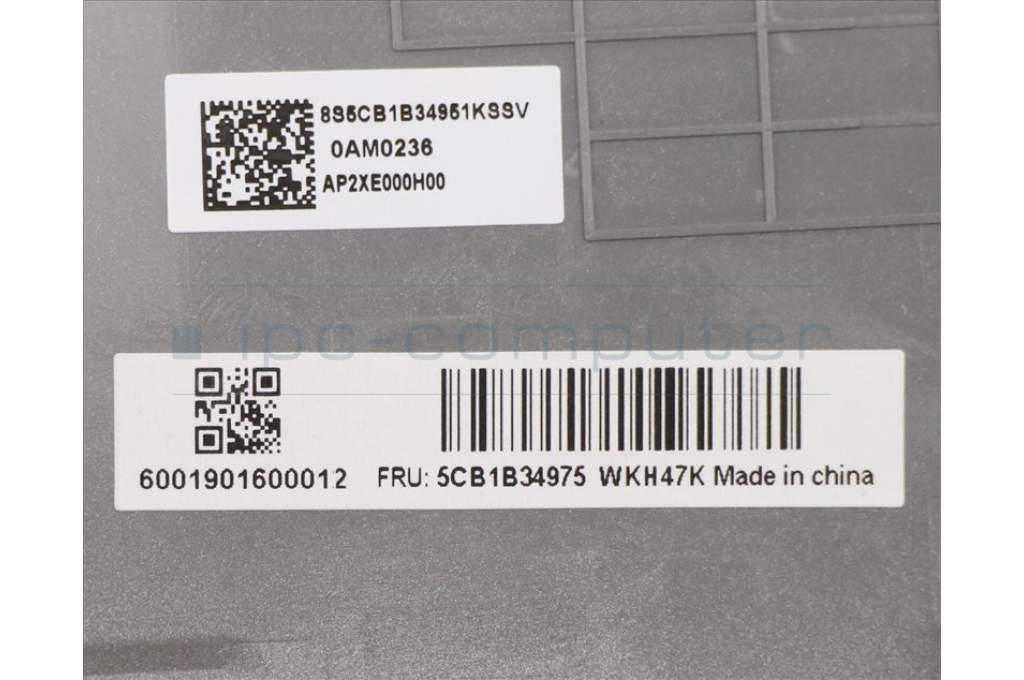 8S5CB1B34951KSSV
0AM0236
AP2XE000H00
ipc-computer
6001901600012 FRU: 5CB1B34975 WKH47K Made in china